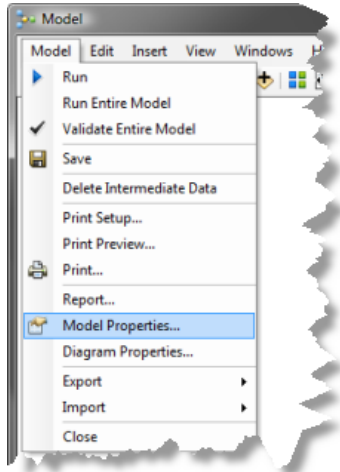 Model
Model Edit Insert View Windows
Run
Run Entire Model
Validate Entire Model
Save
Delete Intermediate Data
Print Setup...
Print Preview...
Print...
Report...
Model Properties...
Diagram Properties...
Export
Import
Close